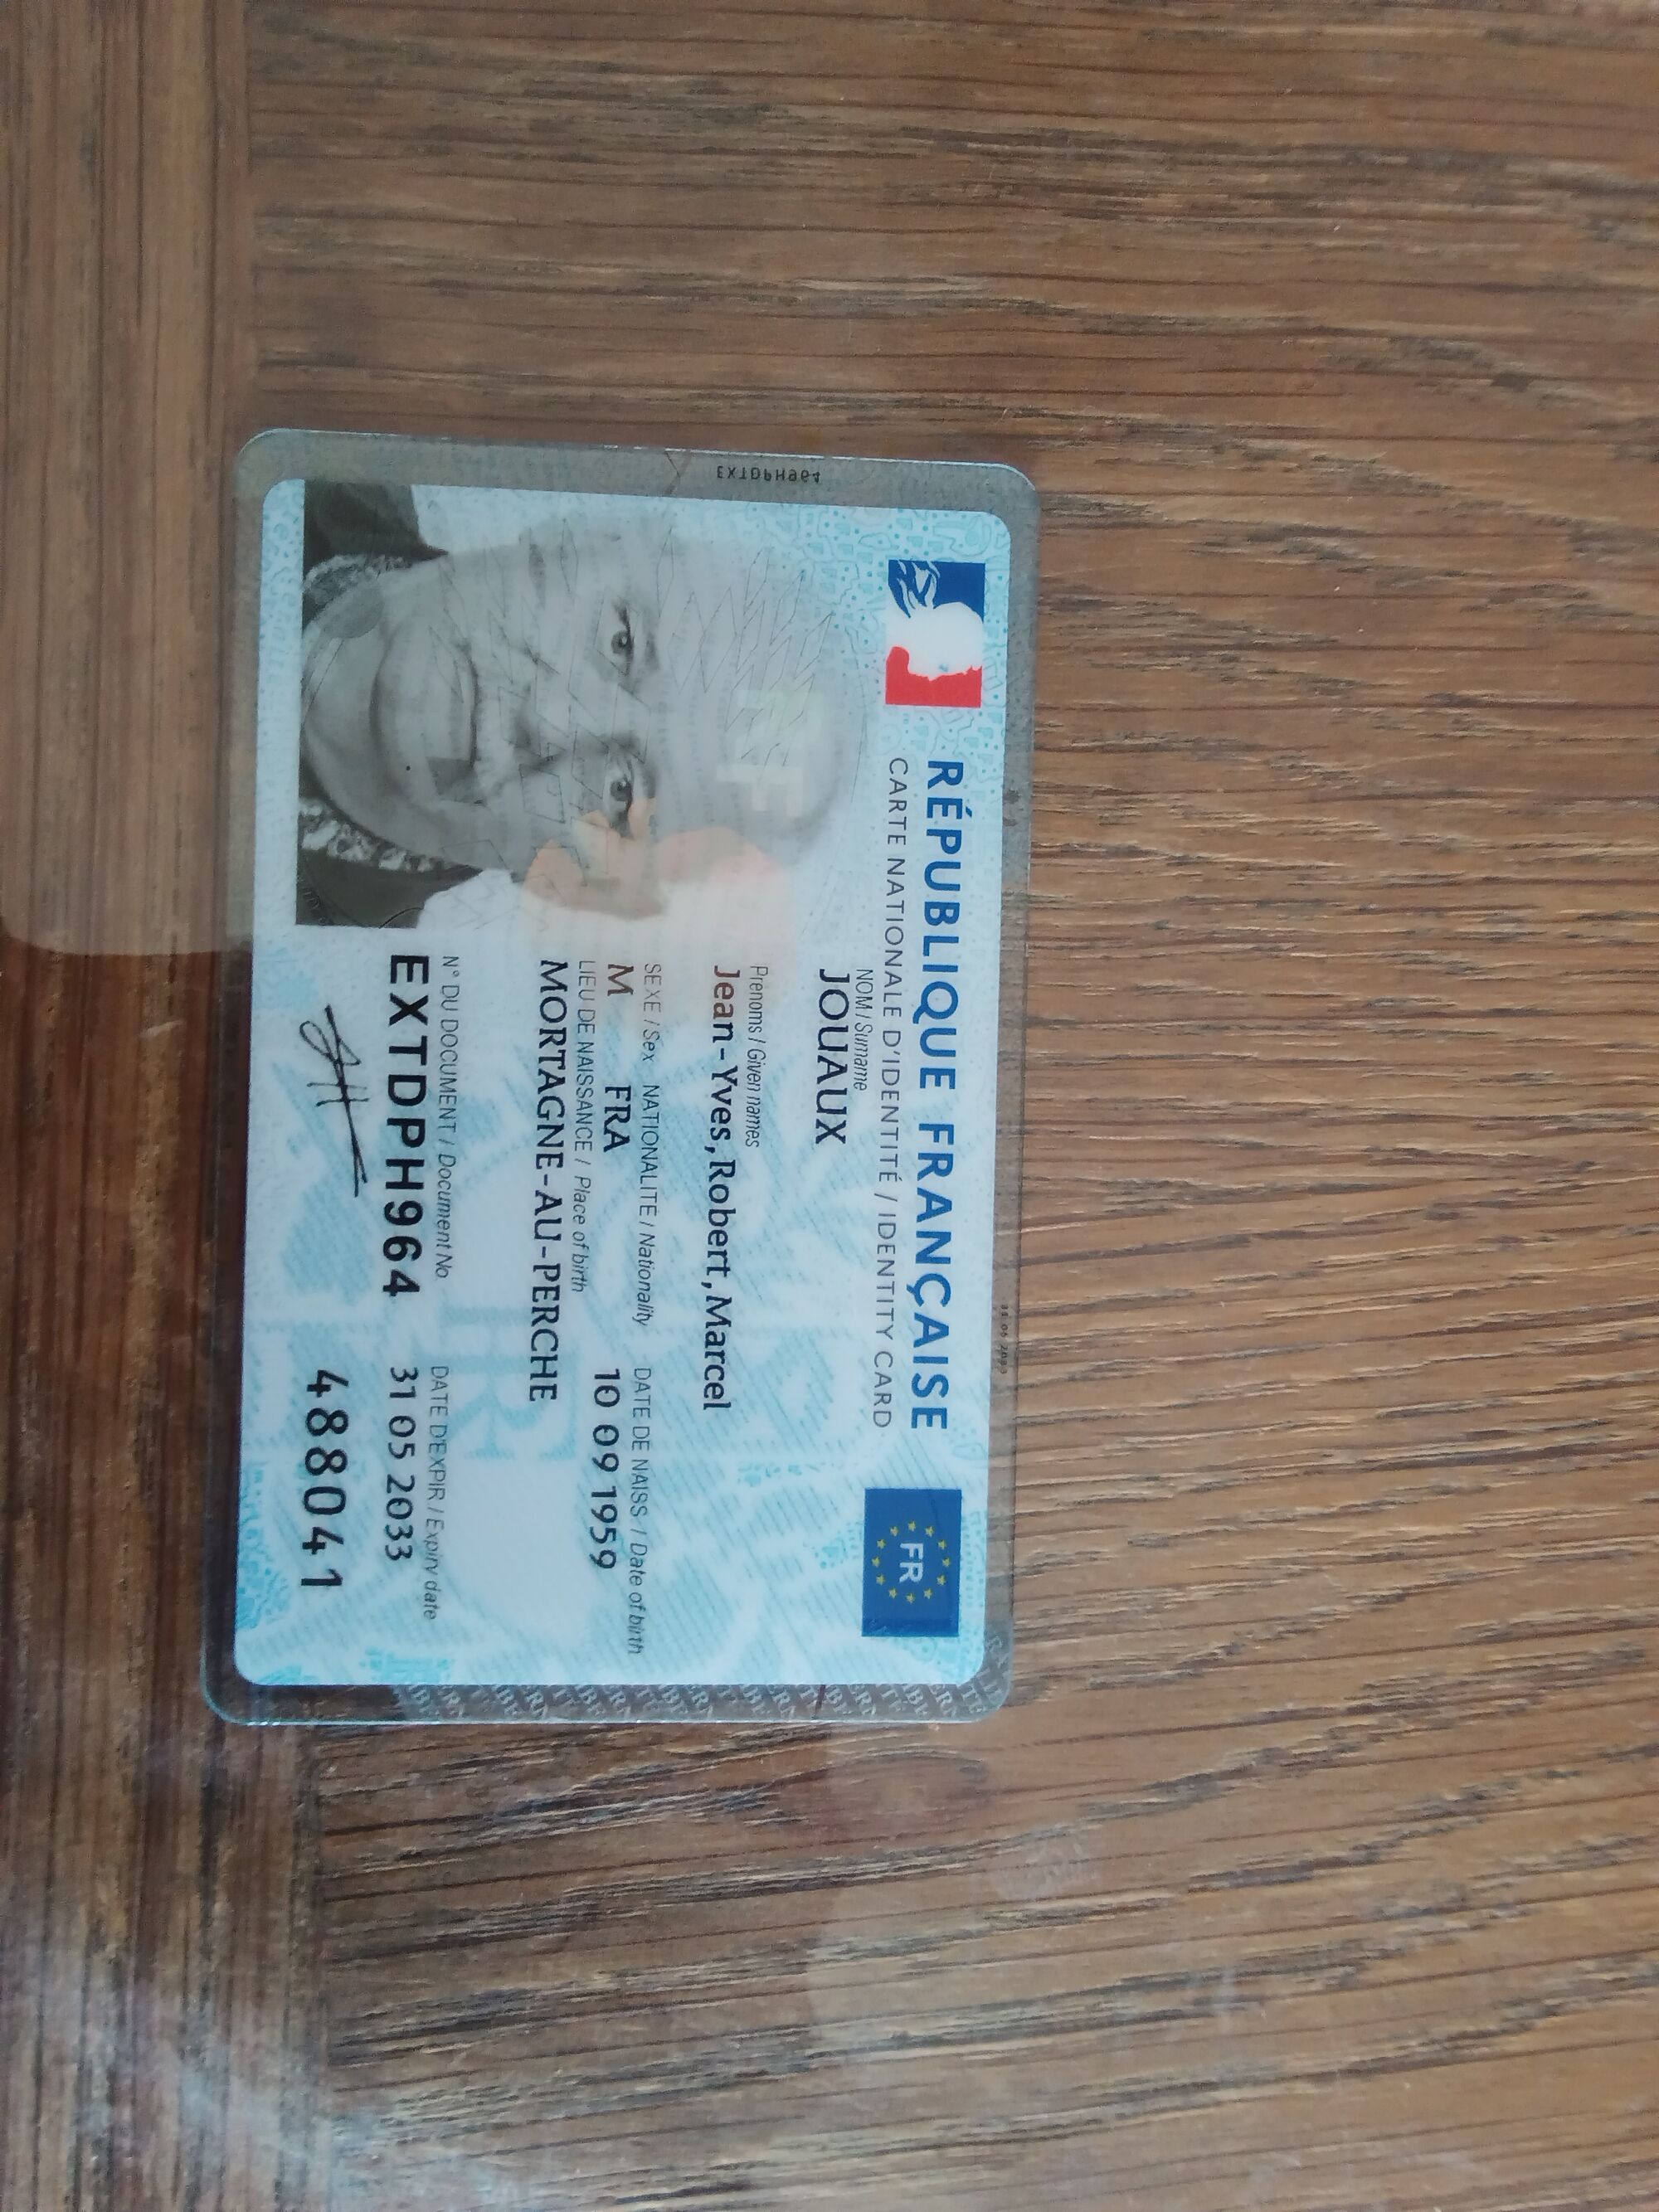 RÉPUBLIQUE FRANÇAISE
FR
CARTE NATIONALE D'IDENTITÉ / IDENTITY CARD
NOM / Surname
JOUAUX
Prénoms / Given names
Jean-Yves, Robert, Marcel
SEXE / Sex NATIONALITÉ / Nationality DATE DE NAISS / Date of birth
M FRA 10 09 1959
LIEU DE NAISSANCE / Place of birth
MORTAGNE-AU-PERCHE
N° DU DOCUMENT / Document No DATE D'EXPIR / Expiry date
EXTDPH964 31 05 2033
488041